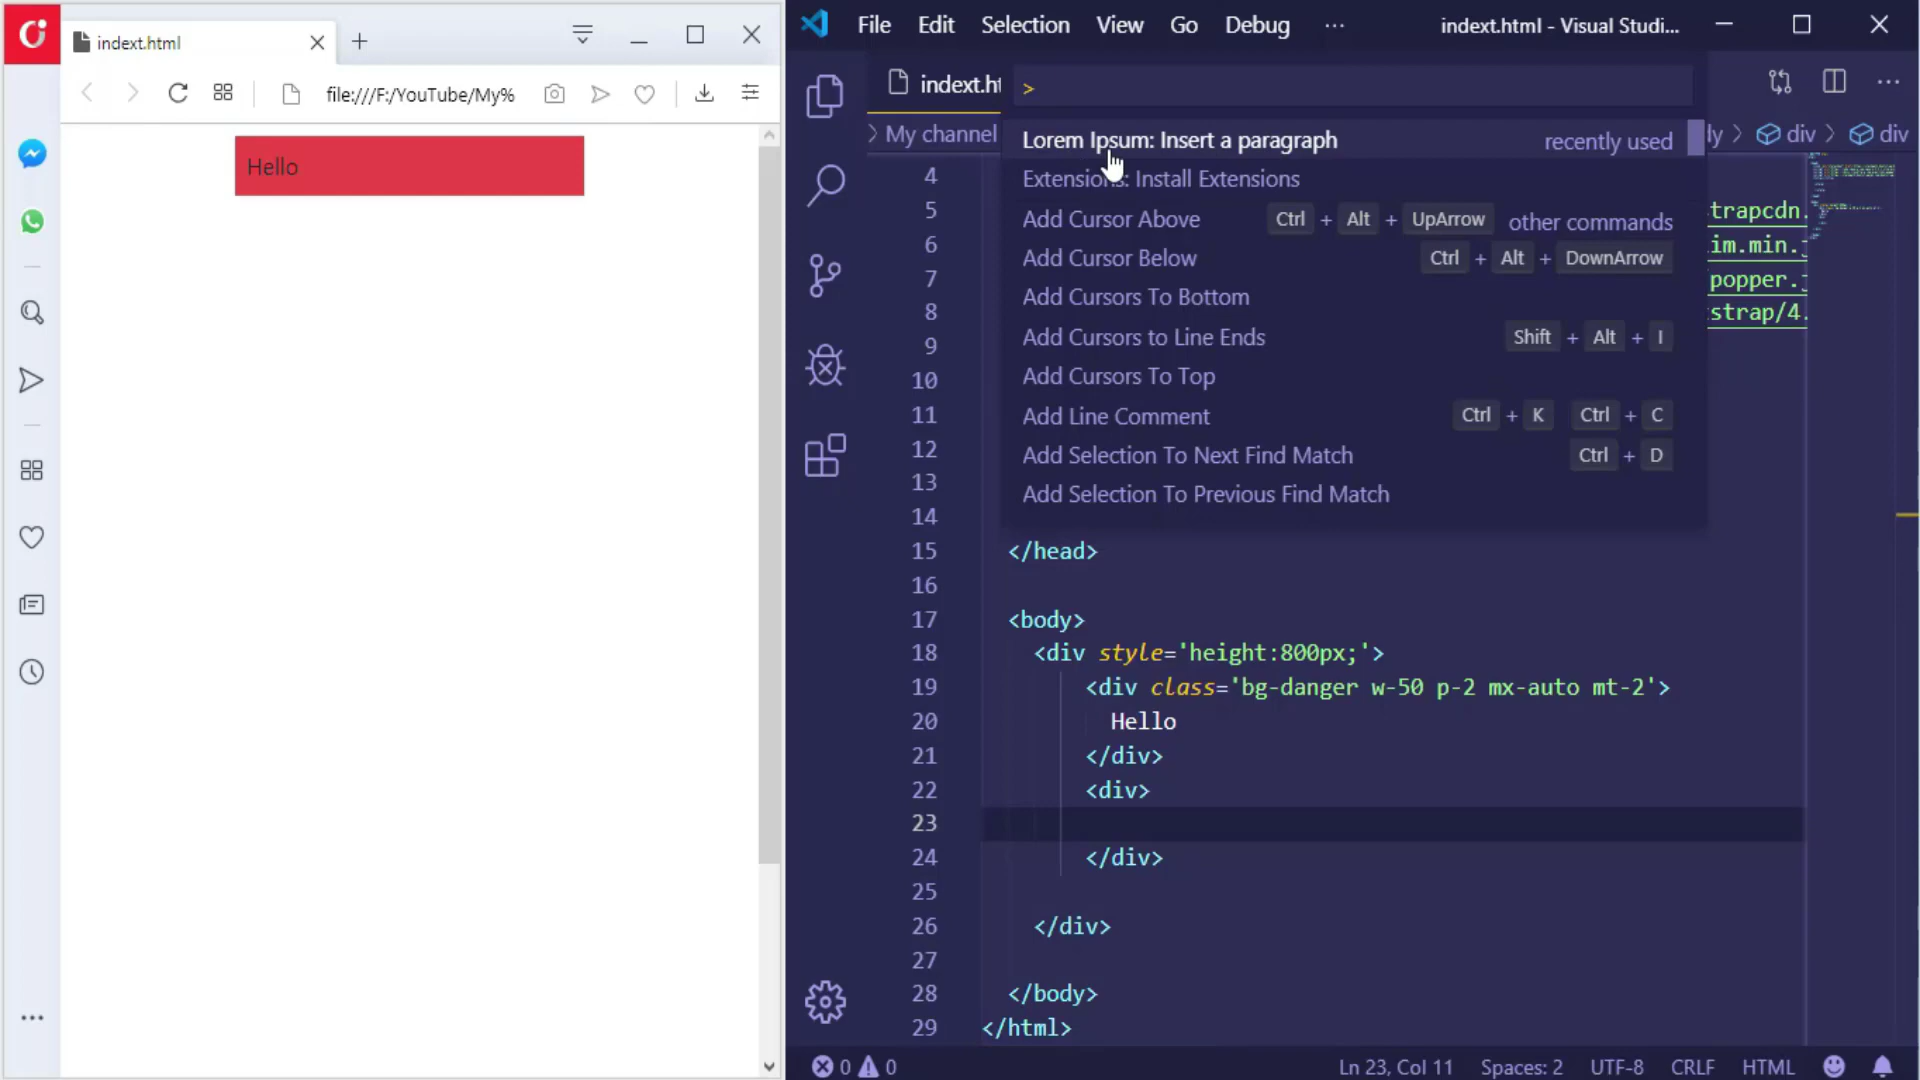 indext.html
file:///F:/YouTube/My%
Hello
File Edit Selection View Go Debug ···
indext.html - Visual Studi...
indext.ht
>
My channel
ly > div > div
Lorem Ipsum: Insert a paragraph recently used
Extensions: Install Extensions
Add Cursor Above Ctrl + Alt + UpArrow other commands
Add Cursor Below Ctrl + Alt + DownArrow
Add Cursors To Bottom
Add Cursors to Line Ends Shift + Alt + I
Add Cursors To Top
Add Line Comment Ctrl + K Ctrl + C
Add Selection To Next Find Match Ctrl + D
Add Selection To Previous Find Match
4
5 trapcdn.
6 im.min.j
7 popper.j
8 strap/4.
9
10
11
12
13
14
15 </head>
16
17 <body>
18 <div style='height:800px;'>
19 <div class='bg-danger w-50 p-2 mx-auto mt-2'>
20 Hello
21 </div>
22 <div>
23
24 </div>
25
26 </div>
27
28 </body>
29 </html>
0 0 Ln 23, Col 11 Spaces: 2 UTF-8 CRLF HTML